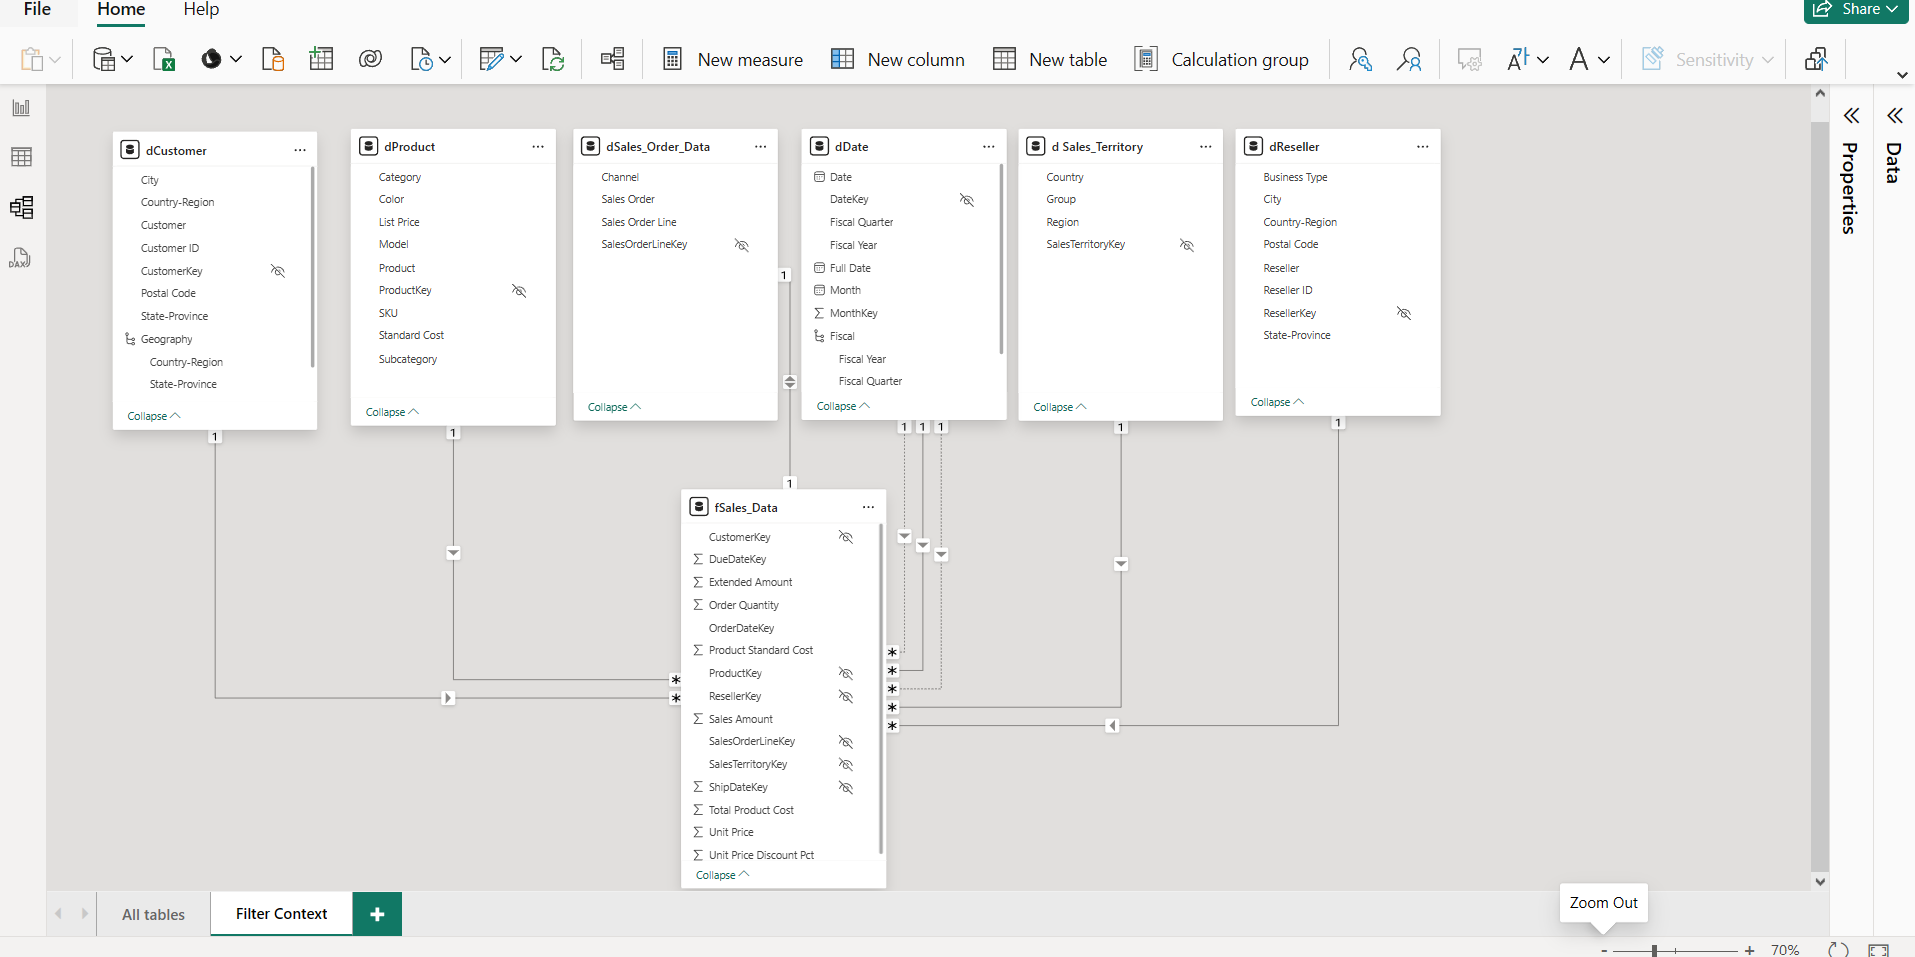 File
Home
Help
Share
New measure
New column
New table
Calculation group
Sensitivity
dCustomer
City
Country-Region
Customer
Customer ID
CustomerKey
Postal Code
State-Province
Geography
Country-Region
State-Province
Collapse
dProduct
Category
Color
List Price
Model
Product
ProductKey
SKU
Standard Cost
Subcategory
Collapse
dSales_Order_Data
Channel
Sales Order
Sales Order Line
SalesOrderLineKey
Collapse
dDate
Date
DateKey
Fiscal Quarter
Fiscal Year
Full Date
Month
MonthKey
Fiscal
Fiscal Year
Fiscal Quarter
Collapse
d Sales_Territory
Country
Group
Region
SalesTerritoryKey
Collapse
dReseller
Business Type
City
Country-Region
Postal Code
Reseller
Reseller ID
ResellerKey
State-Province
Collapse
1
1
1
1 1 1
1
1
1
fSales_Data
CustomerKey
DueDateKey
Extended Amount
Order Quantity
OrderDateKey
Product Standard Cost
ProductKey
ResellerKey
Sales Amount
SalesOrderLineKey
SalesTerritoryKey
ShipDateKey
Total Product Cost
Unit Price
Unit Price Discount Pct
Collapse
Properties
Data
DAX
All tables
Filter Context
+
Zoom Out
- + 70%